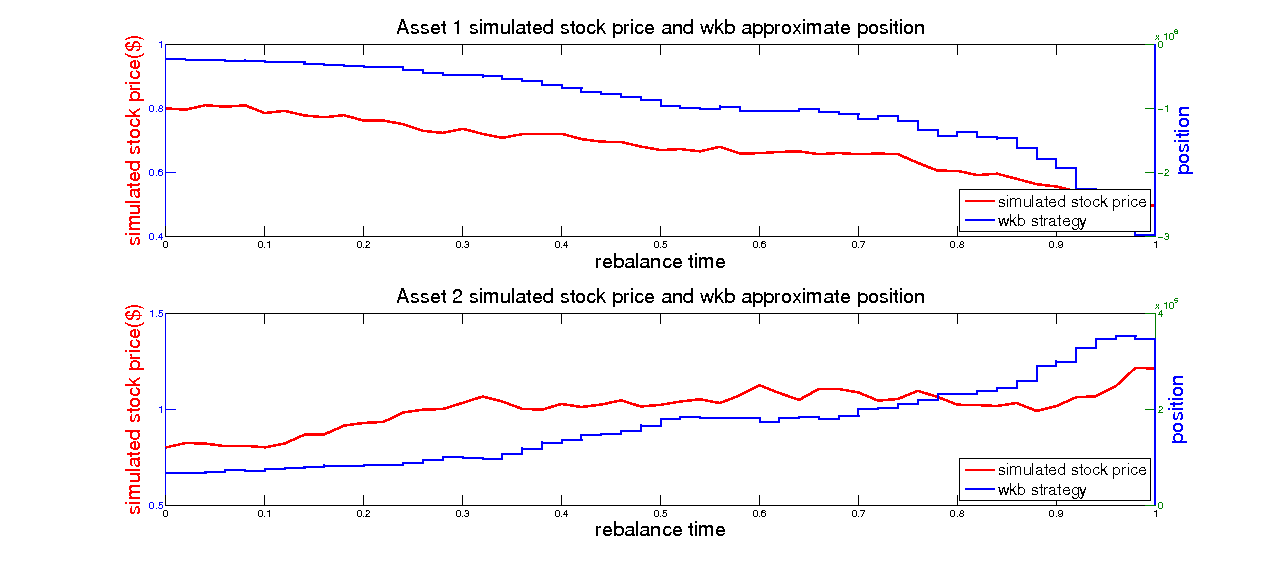 Asset 1 simulated stock price and wkb approximate position
simulated stock price($)
1
0.8
0.6
0.4
0 0.1 0.2 0.3 0.4 0.5 0.6 0.7 0.8 0.9 1
rebalance time
0
-1
-2
-3
position
simulated stock price
wkb strategy
Asset 2 simulated stock price and wkb approximate position
simulated stock price($)
1.5
1
0.5
0 0.1 0.2 0.3 0.4 0.5 0.6 0.7 0.8 0.9 1
rebalance time
x 10^5
4
2
0
position
simulated stock price
wkb strategy